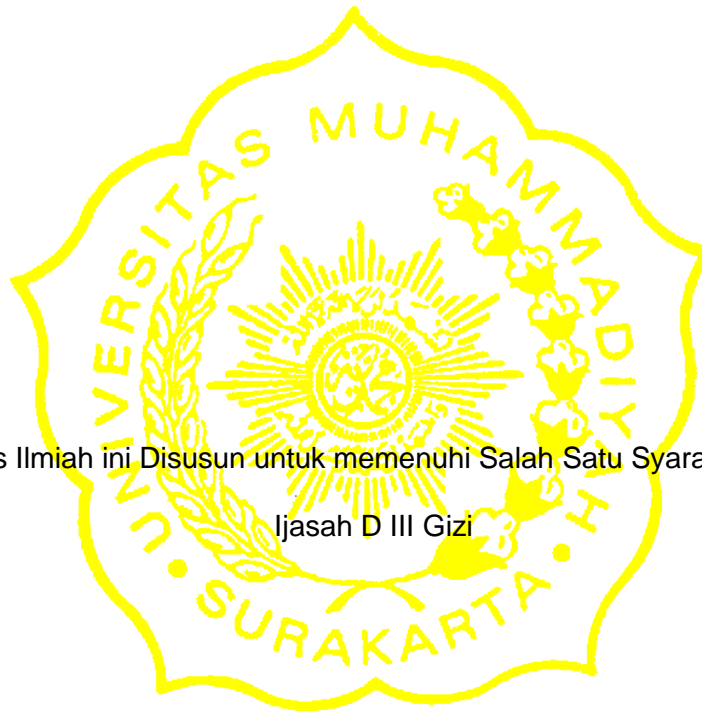 UNIVERSITAS MUHAMMADIYAH
s Ilmiah ini Disusun untuk memenuhi Salah Satu Syara
Ijasah D III Gizi
• SURAKARTA •